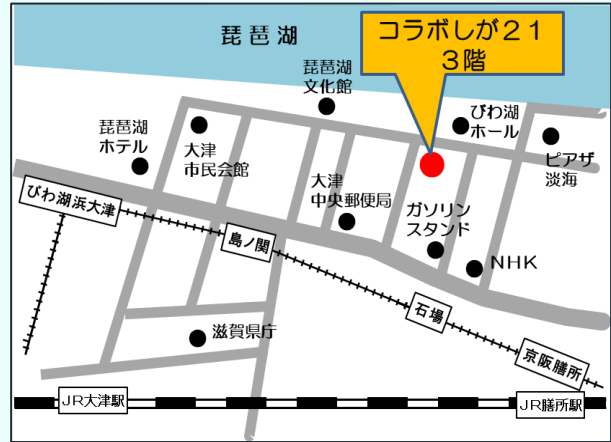 琵琶湖
コラボしが２１
３階
琵琶湖
文化館
びわ湖
ホール
琵琶湖
ホテル
大津
市民会館
ピアザ
淡海
大津
中央郵便局
ガソリン
スタンド
びわ湖浜大津
島ノ関
NHK
石場
滋賀県庁
京阪膳所
JR大津駅
JR膳所駅